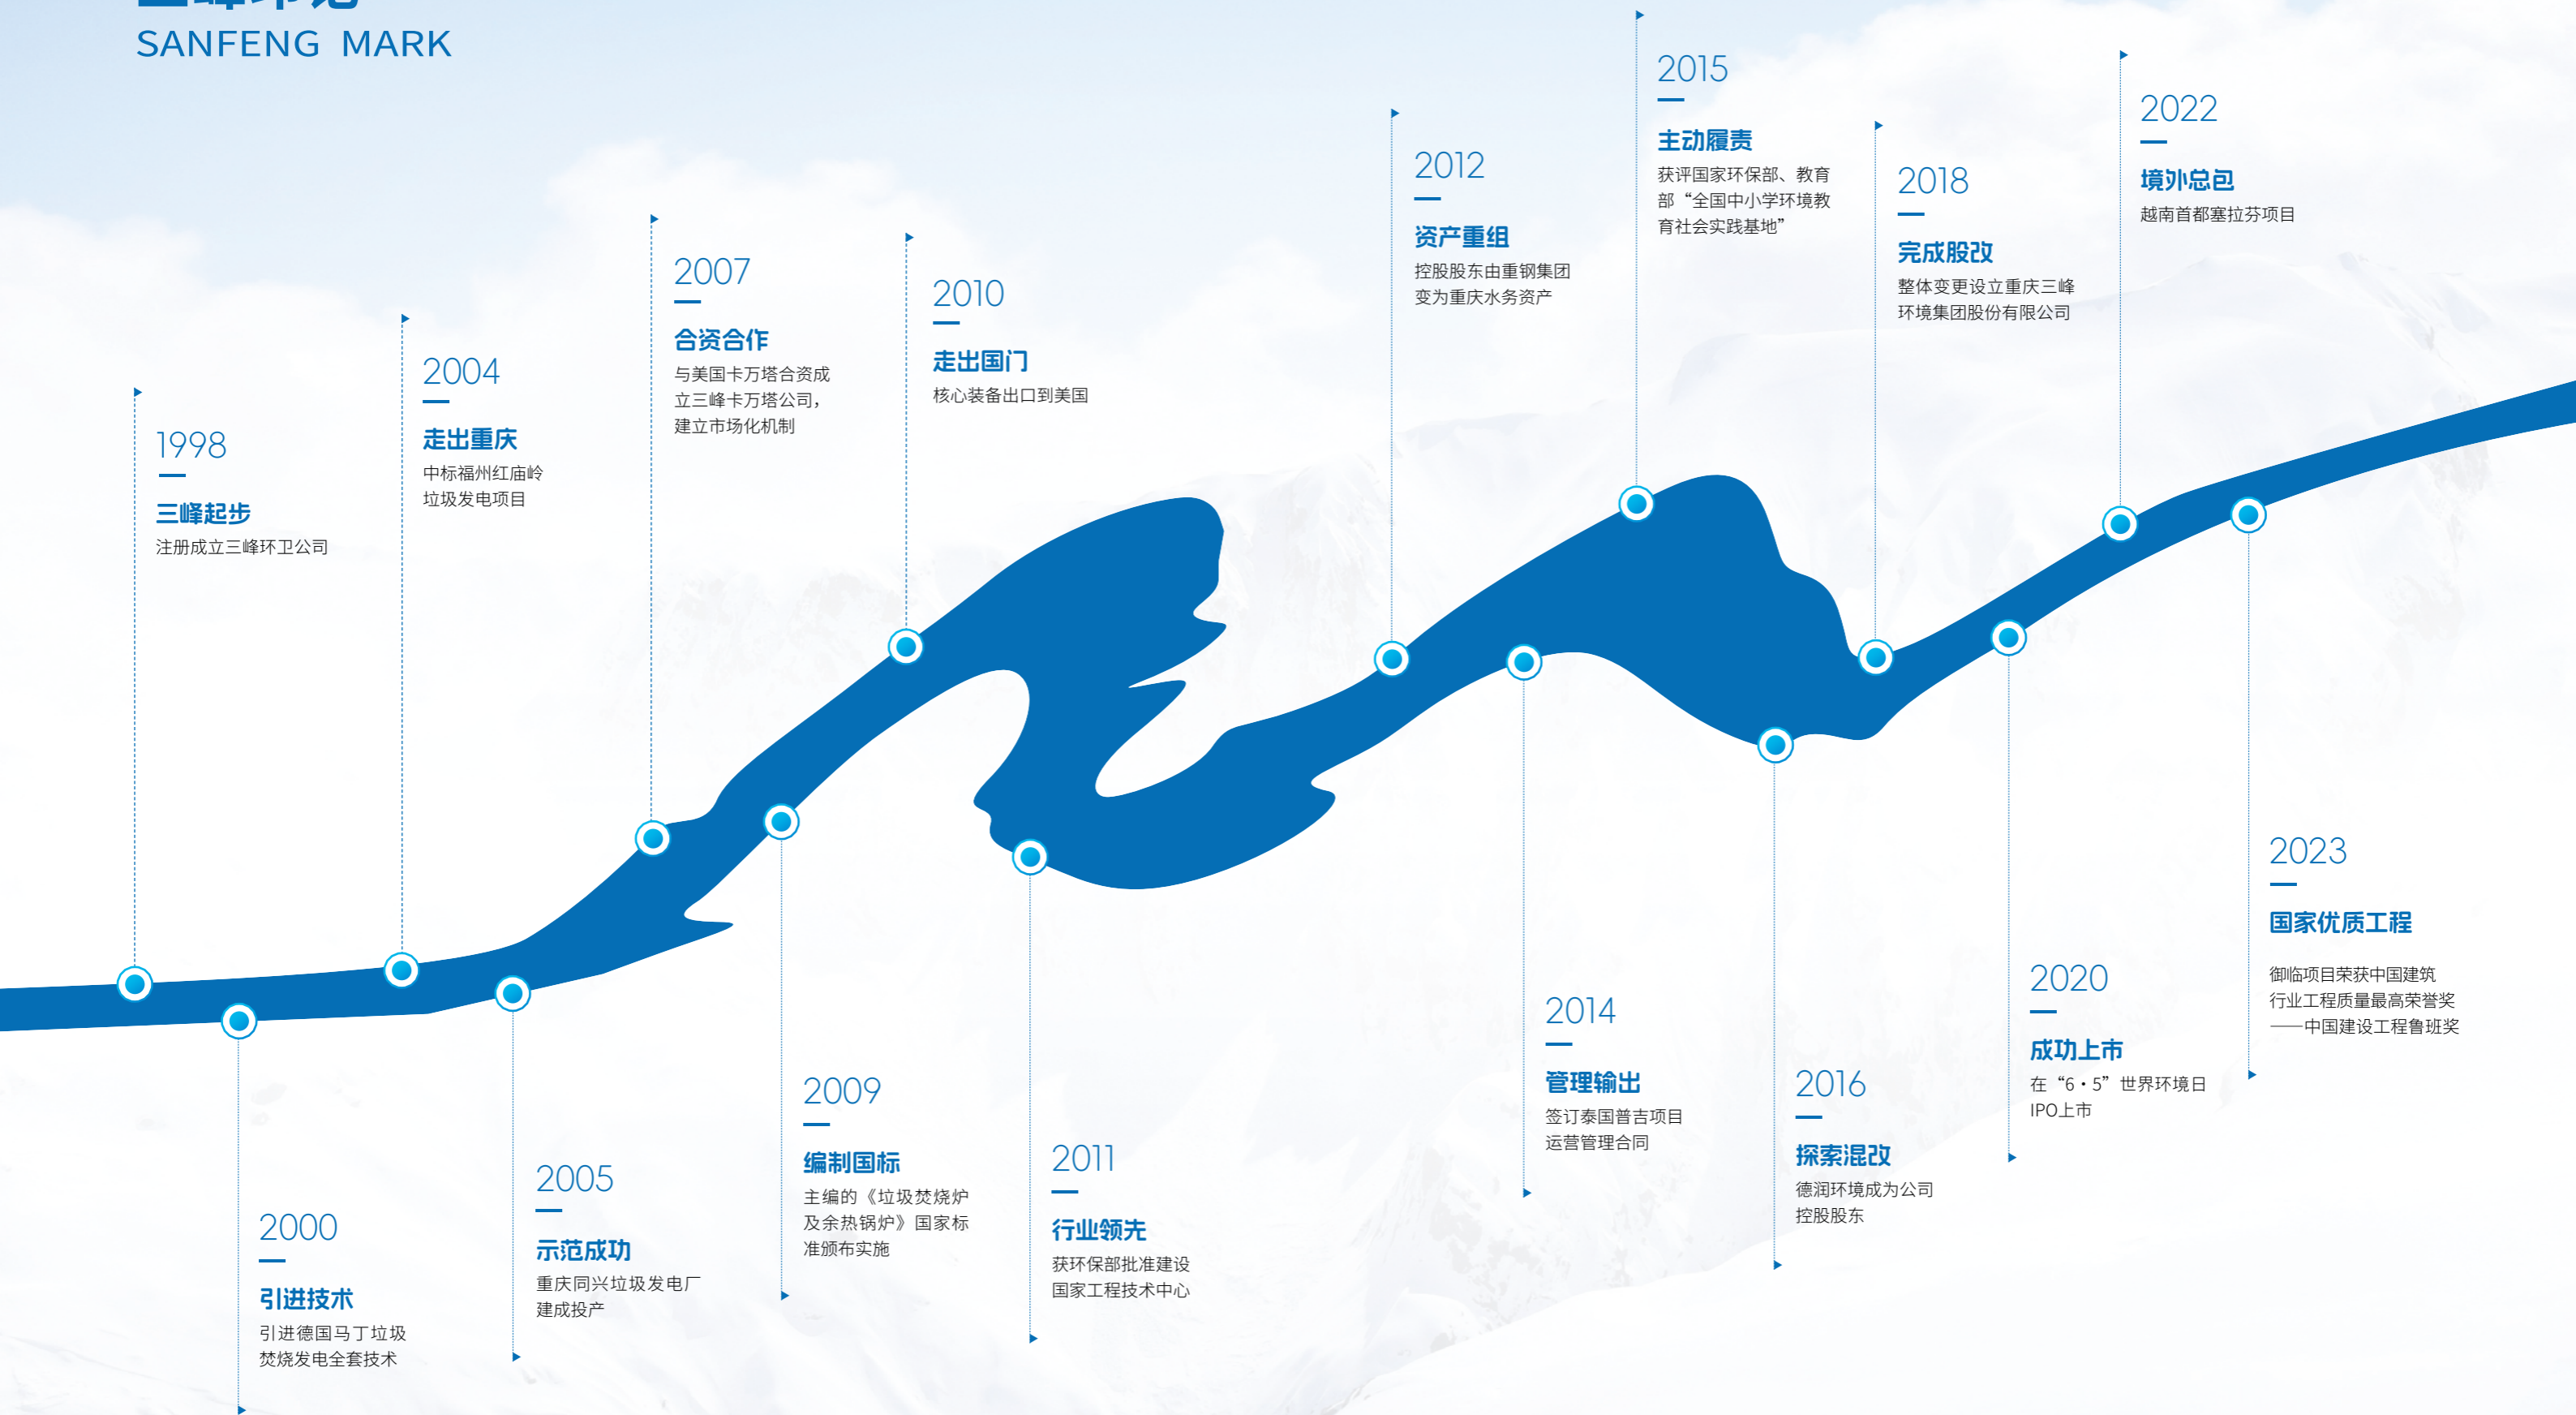 SANFENG MARK
1998
三峰起步
注册成立三峰环卫公司
2000
引进技术
引进德国马丁垃圾
焚烧发电全套技术
2004
走出重庆
中标福州红庙岭
垃圾发电项目
2005
示范成功
重庆同兴垃圾发电厂
建成投产
2007
合资合作
与美国卡万塔合资成
立三峰卡万塔公司，
建立市场化机制
2009
编制国标
主编的《垃圾焚烧炉
及余热锅炉》国家标
准颁布实施
2010
走出国门
核心装备出口到美国
2011
行业领先
获环保部批准建设
国家工程技术中心
2012
资产重组
控股股东由重钢集团
变为重庆水务资产
2014
管理输出
签订泰国普吉项目
运营管理合同
2015
主动履责
获评国家环保部、教育
部“全国中小学环境教
育社会实践基地”
2016
探索混改
德润环境成为公司
控股股东
2018
完成股改
整体变更设立重庆三峰
环境集团股份有限公司
2020
成功上市
在“6·5”世界环境日
IPO上市
2022
境外总包
越南首都塞拉芬项目
2023
国家优质工程
御临项目荣获中国建筑
行业工程质量最高荣誉奖
——中国建设工程鲁班奖